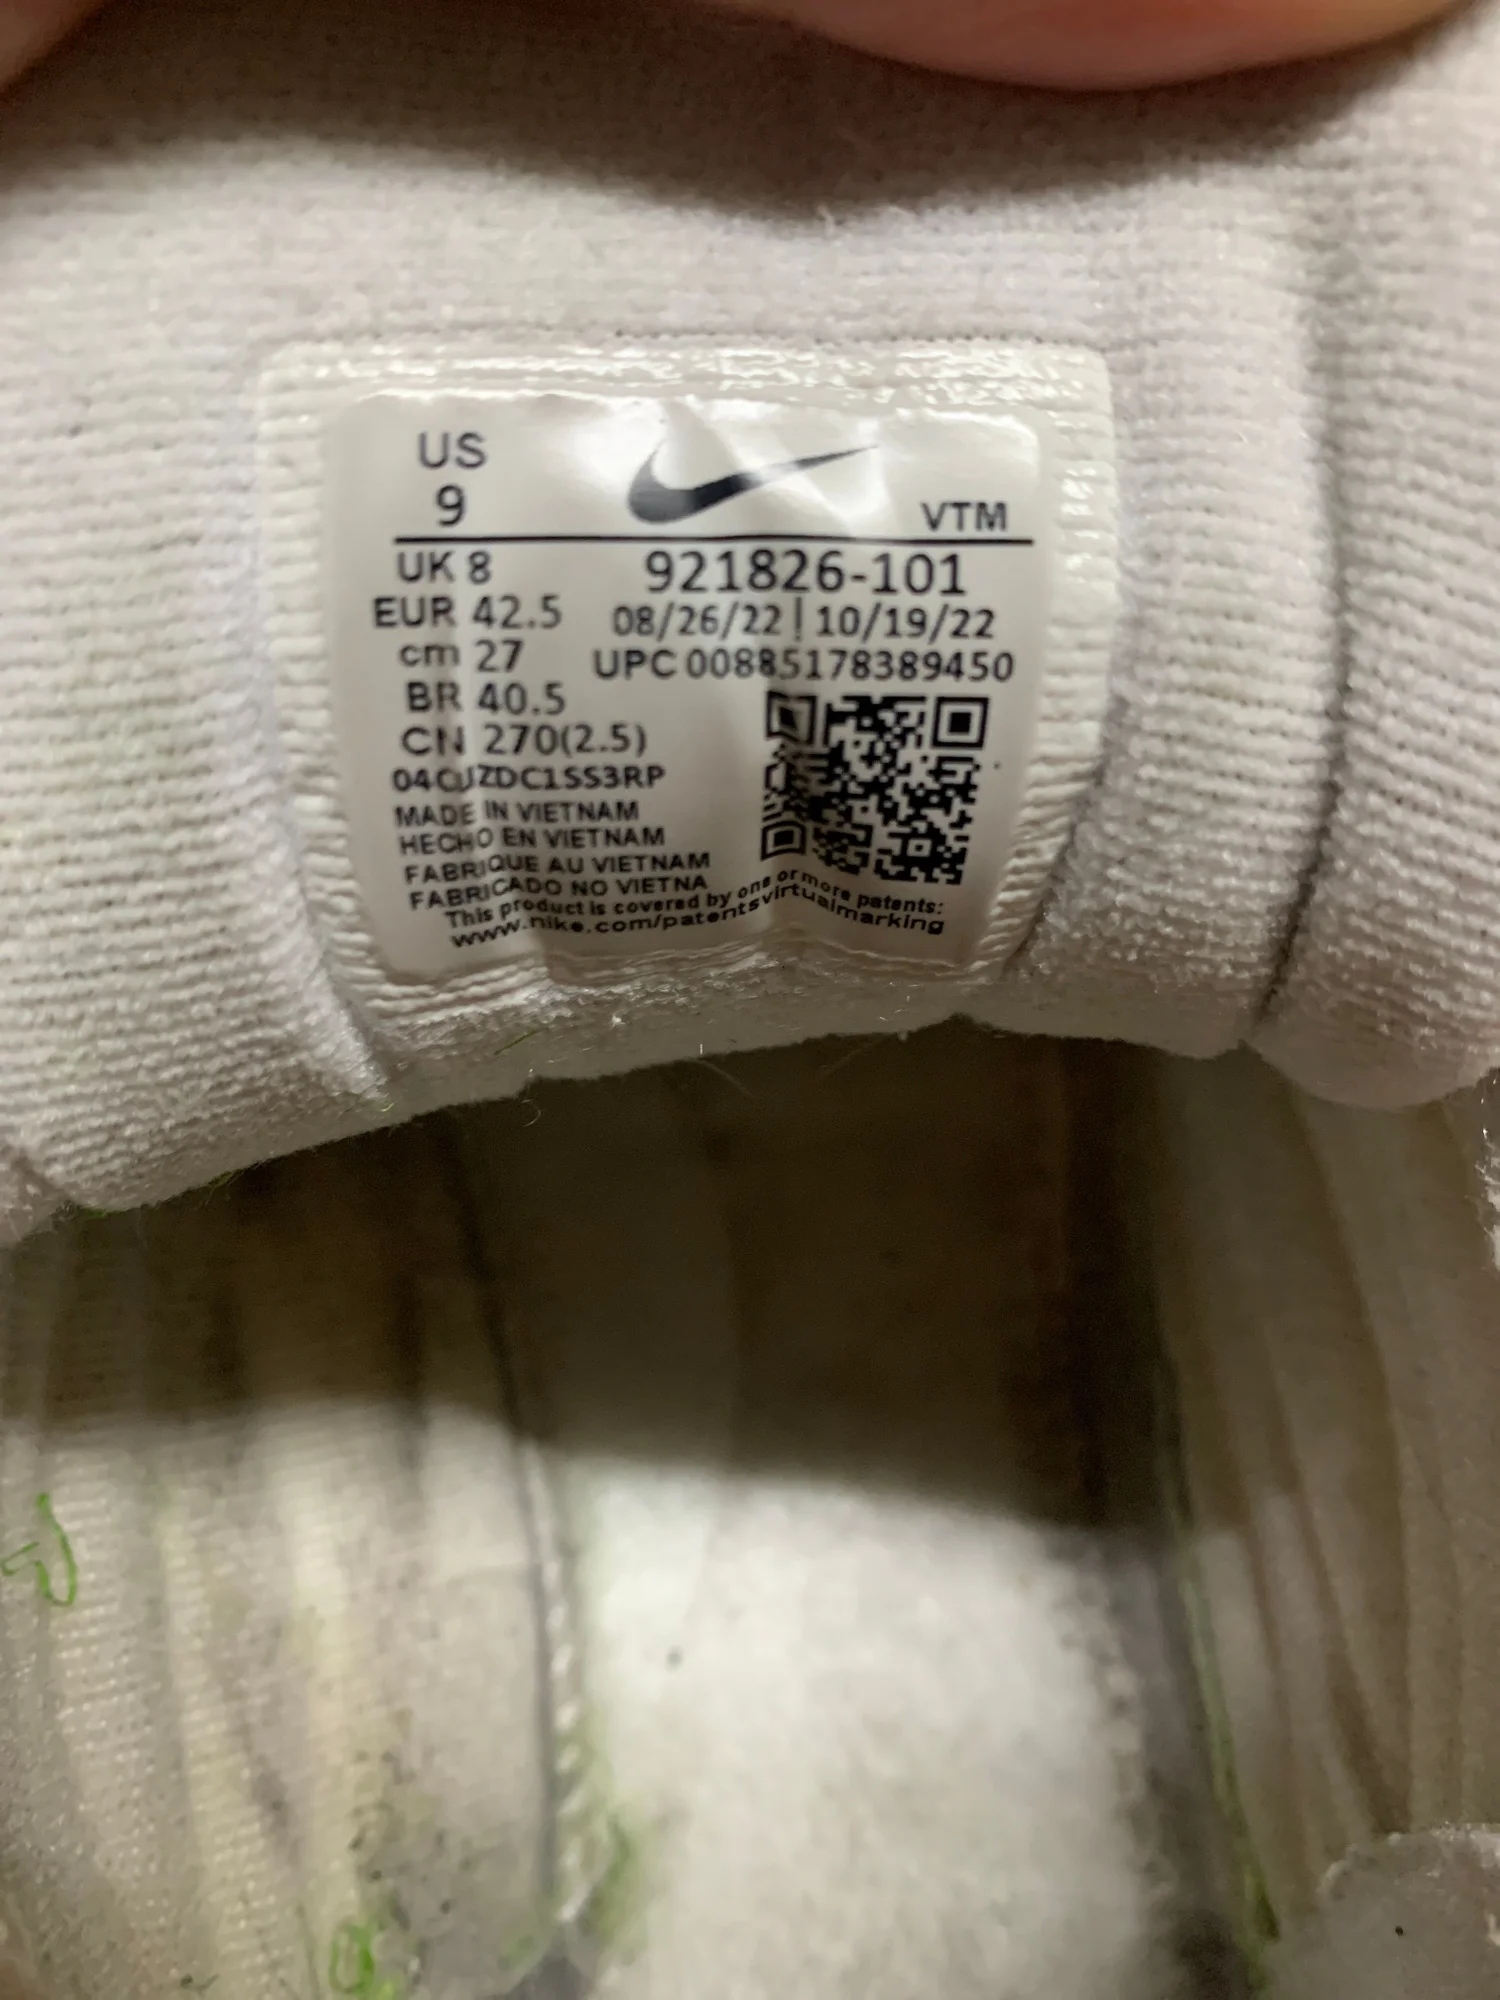 US
9
VTM
UK 8
921826-101
EUR 42.5
08/26/22 | 10/19/22
cm 27
UPC 00885178389450
BR 40.5
CN 270(2.5)
04CJZDC1SS3RP
MADE IN VIETNAM
HECHO EN VIETNAM
FABRIQUE AU VIETNAM
FABRICADO NO VIETNA
This product is covered by one or more patents:
www.nike.com/patentsvirtualmarking